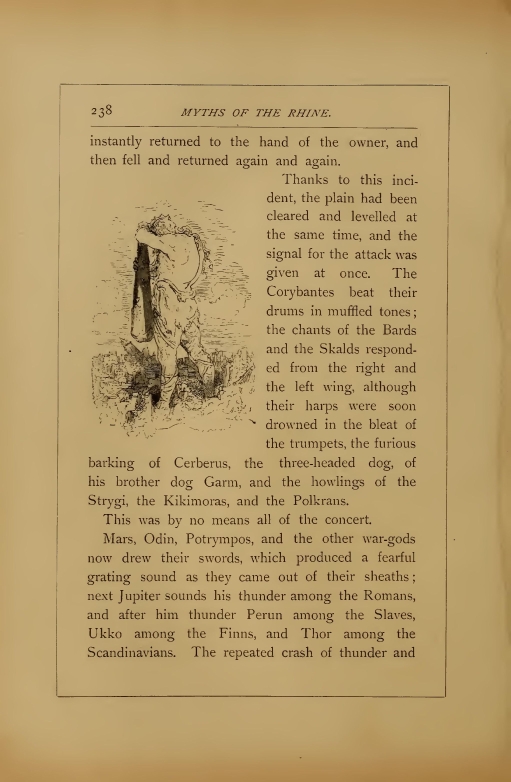 238 MYTHS OF THE RHINE.
instantly returned to the hand of the owner, and
then fell and returned again and again.
Thanks to this inci-
dent, the plain had been
cleared and levelled at
the same time, and the
signal for the attack was
given at once. The
Corybantes beat their
drums in muffled tones;
the chants of the Bards
and the Skalds respond-
ed from the right and
the left wing, although
their harps were soon
drowned in the bleat of
the trumpets, the furious
barking of Cerberus, the three-headed dog, of
his brother dog Garm, and the howlings of the
Strygi, the Kikimoras, and the Polkrans.
This was by no means all of the concert.
Mars, Odin, Potrympos, and the other war-gods
now drew their swords, which produced a fearful
grating sound as they came out of their sheaths;
next Jupiter sounds his thunder among the Romans,
and after him thunder Perun among the Slaves,
Ukko among the Finns, and Thor among the
Scandinavians. The repeated crash of thunder and